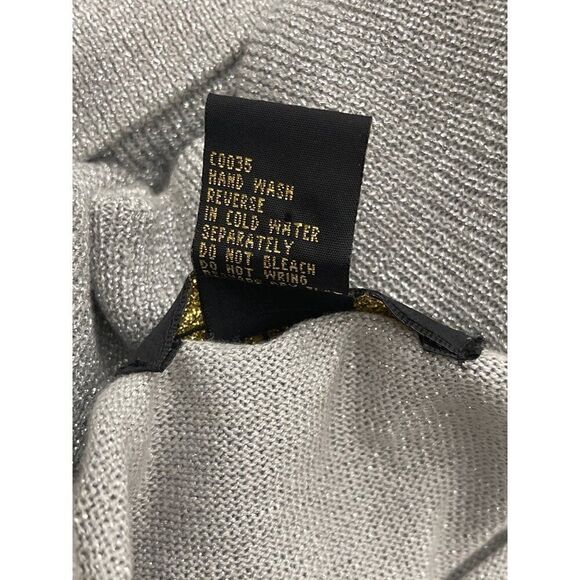 C0035
HAND WASH
REVERSE
IN COLD WATER
SEPARATELY
DO NOT BLEACH
DO NOT WRING